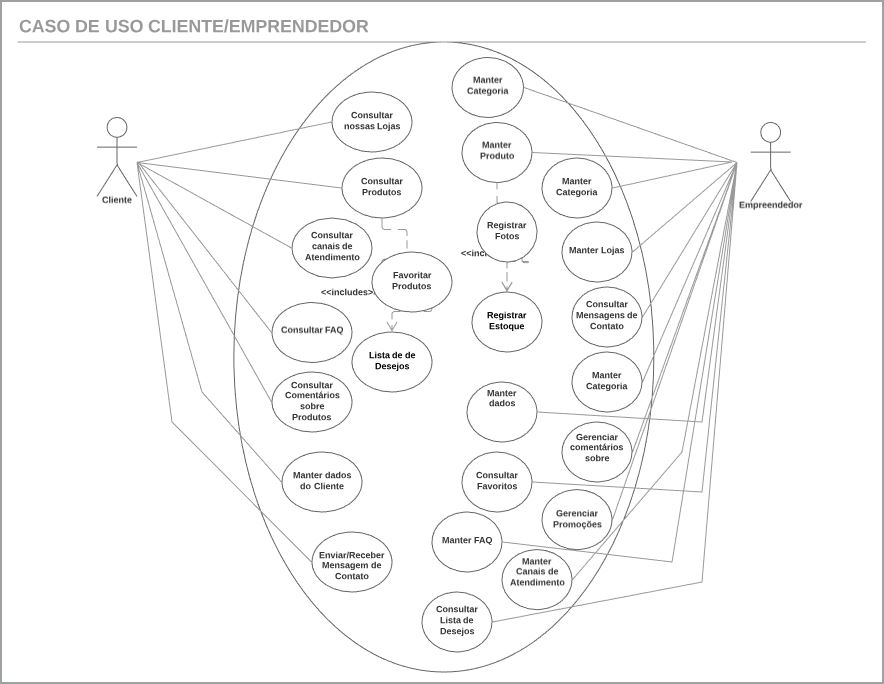 CASO DE USO CLIENTE/EMPRENDEDOR
Manter
Categoria
Consultar
nossas Lojas
Manter
Produto
Cliente
Consultar
Produtos
Manter
Categoria
Empreendedor
Consultar
canais de
Atendimento
Registrar
Fotos
Manter Lojas
<<incl
Favoritar
Produtos
<<includes>
Consultar
Mensagens de
Contato
Registrar
Estoque
Consultar FAQ
Lista de de
Desejos
Manter
Categoria
Consultar
Comentários
sobre
Produtos
Manter
dados
Gerenciar
comentários
sobre
Manter dados
do Cliente
Consultar
Favoritos
Gerenciar
Promoções
Manter FAQ
Enviar/Receber
Mensagem de
Contato
Manter
Canais de
Atendimento
Consultar
Lista de
Desejos